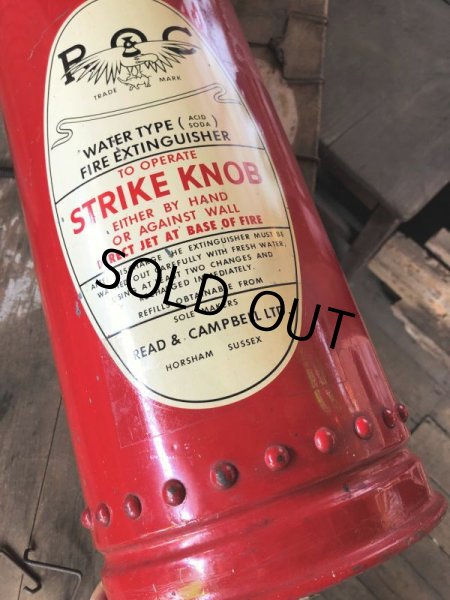 R & C
TRADE MARK
WATER TYPE (ACID SODA)
FIRE EXTINGUISHER
TO OPERATE
STRIKE KNOB
EITHER BY HAND
OR AGAINST WALL
RECT JET AT BASE OF FIRE
THE EXTINGUISHER MUST BE
OUT CAREFULLY WITH FRESH WATER,
TWO CHANGES AND
IMMEDIATELY.
REFILLS OBTAINABLE FROM
SOLE MAKERS
READ & CAMPBELL LTD
HORSHAM SUSSEX
SOLD OUT